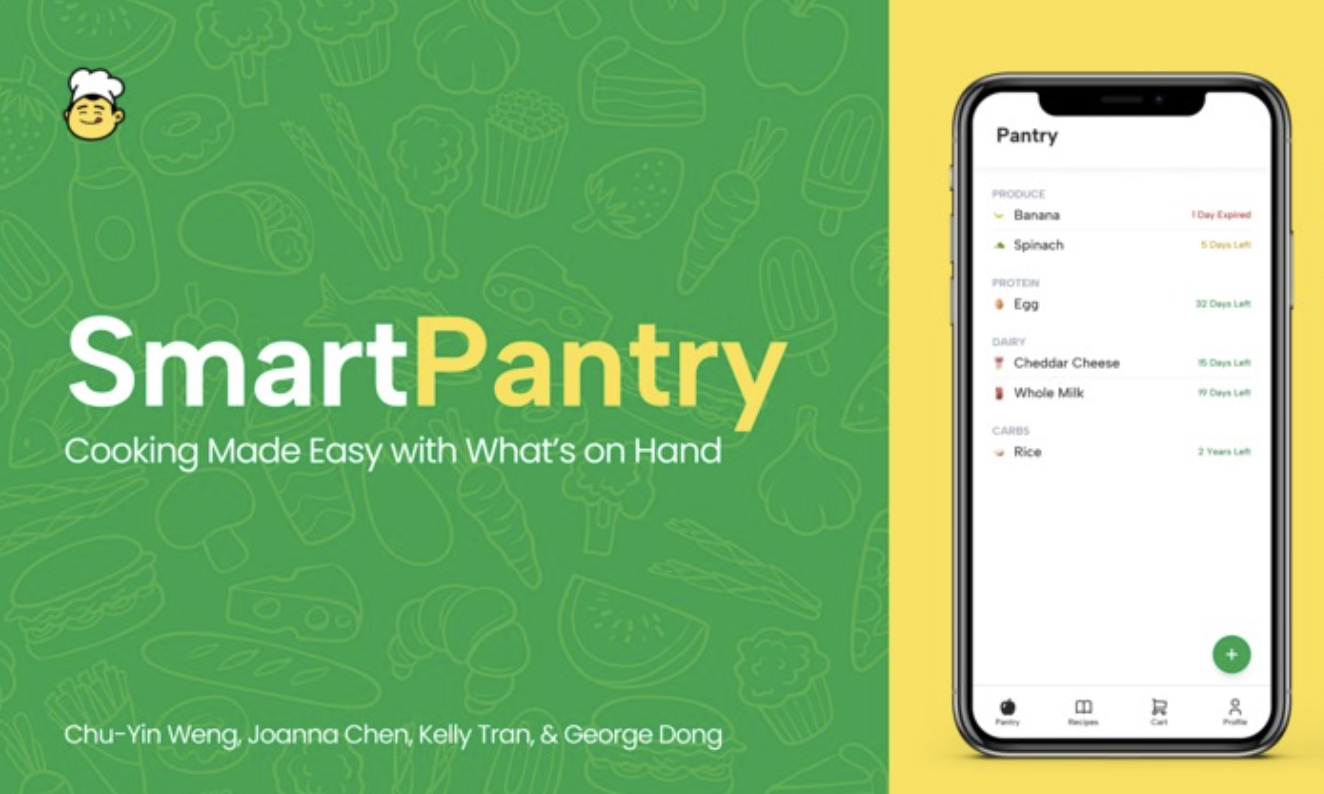 SmartPantry
Cooking Made Easy with What's on Hand
Chu-Yin Weng, Joanna Chen, Kelly Tran, & George Dong
Pantry
PRODUCE
Banana 1 Day Expired
Spinach 5 Days Left
PROTEIN
Egg 32 Days Left
DAIRY
Cheddar Cheese 15 Days Left
Whole Milk 19 Days Left
CARBS
Rice 2 Years Left
+
Pantry Recipes Cart Profile